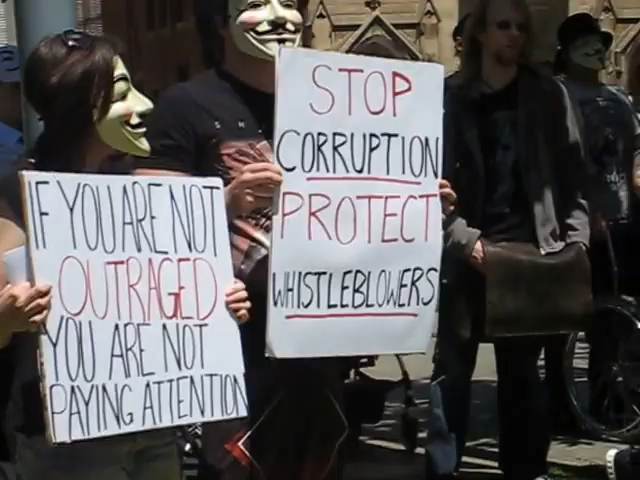 IF YOU ARE NOT
OUTRAGED
YOU ARE NOT
PAYING ATTENTION
STOP
CORRUPTION
PROTECT
WHISTLEBLOWERS